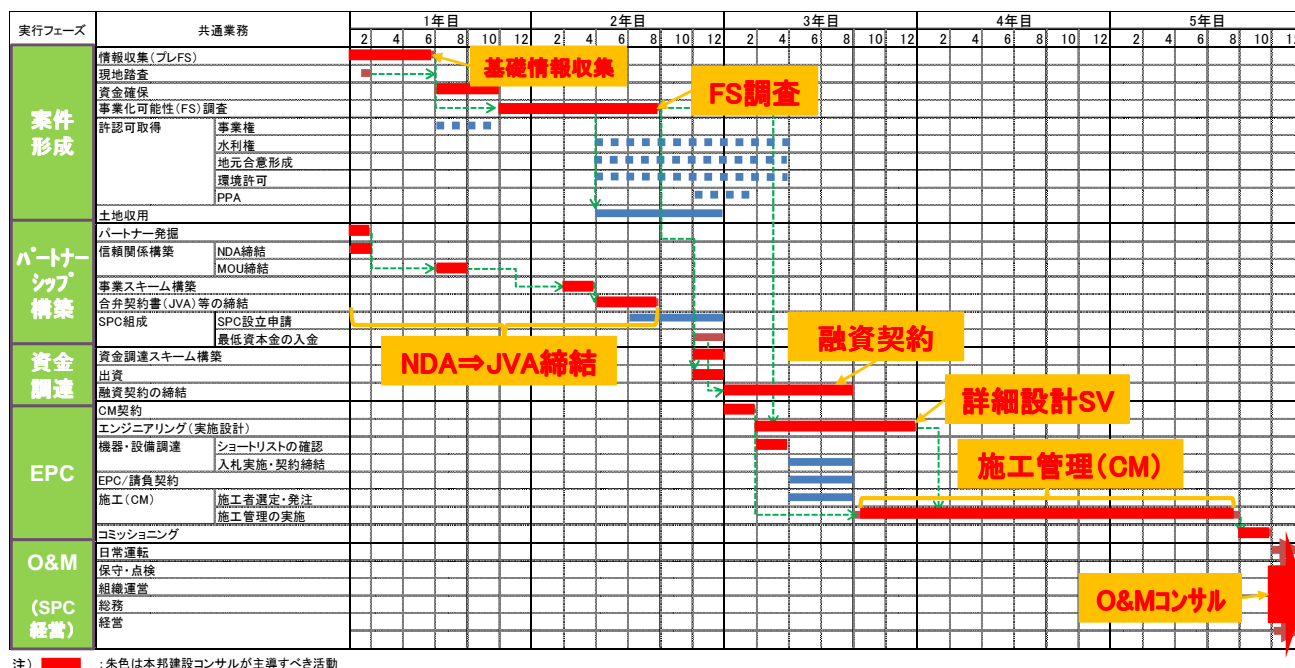 実行フェーズ 共通業務 1年目 2年目 3年目 4年目 5年目
2 4 6 8 10 12 2 4 6 8 10 12 2 4 6 8 10 12 2 4 6 8 10 12 2 4 6 8 10
案件
形成
情報収集(プレFS)
基礎情報収集
現地踏査
資金確保
事業化可能性(FS)調査
FS調査
許認可取得 事業権
水利権
地元合意形成
環境許可
PPA
土地収用
パートナー
シップ
構築
パートナー発掘
信頼関係構築 NDA締結
MOU締結
事業スキーム構築
合弁契約書(JVA)等の締結
SPC組成 SPC設立申請
最低資本金の入金
NDA⇒JVA締結
資金
調達
資金調達スキーム構築
出資
融資契約の締結
融資契約
EPC
CM契約
エンジニアリング(実施設計)
詳細設計SV
機器・設備調達 ショートリストの確認
入札実施・契約締結
EPC/請負契約
施工(CM) 施工者選定・発注
施工管理の実施
施工管理(CM)
コミッショニング
O&M
(SPC
経営)
日常運転
保守・点検
組織運営
総務
経営
O&Mコンサル
注) :朱色は本邦建設コンサルが主導すべき活動